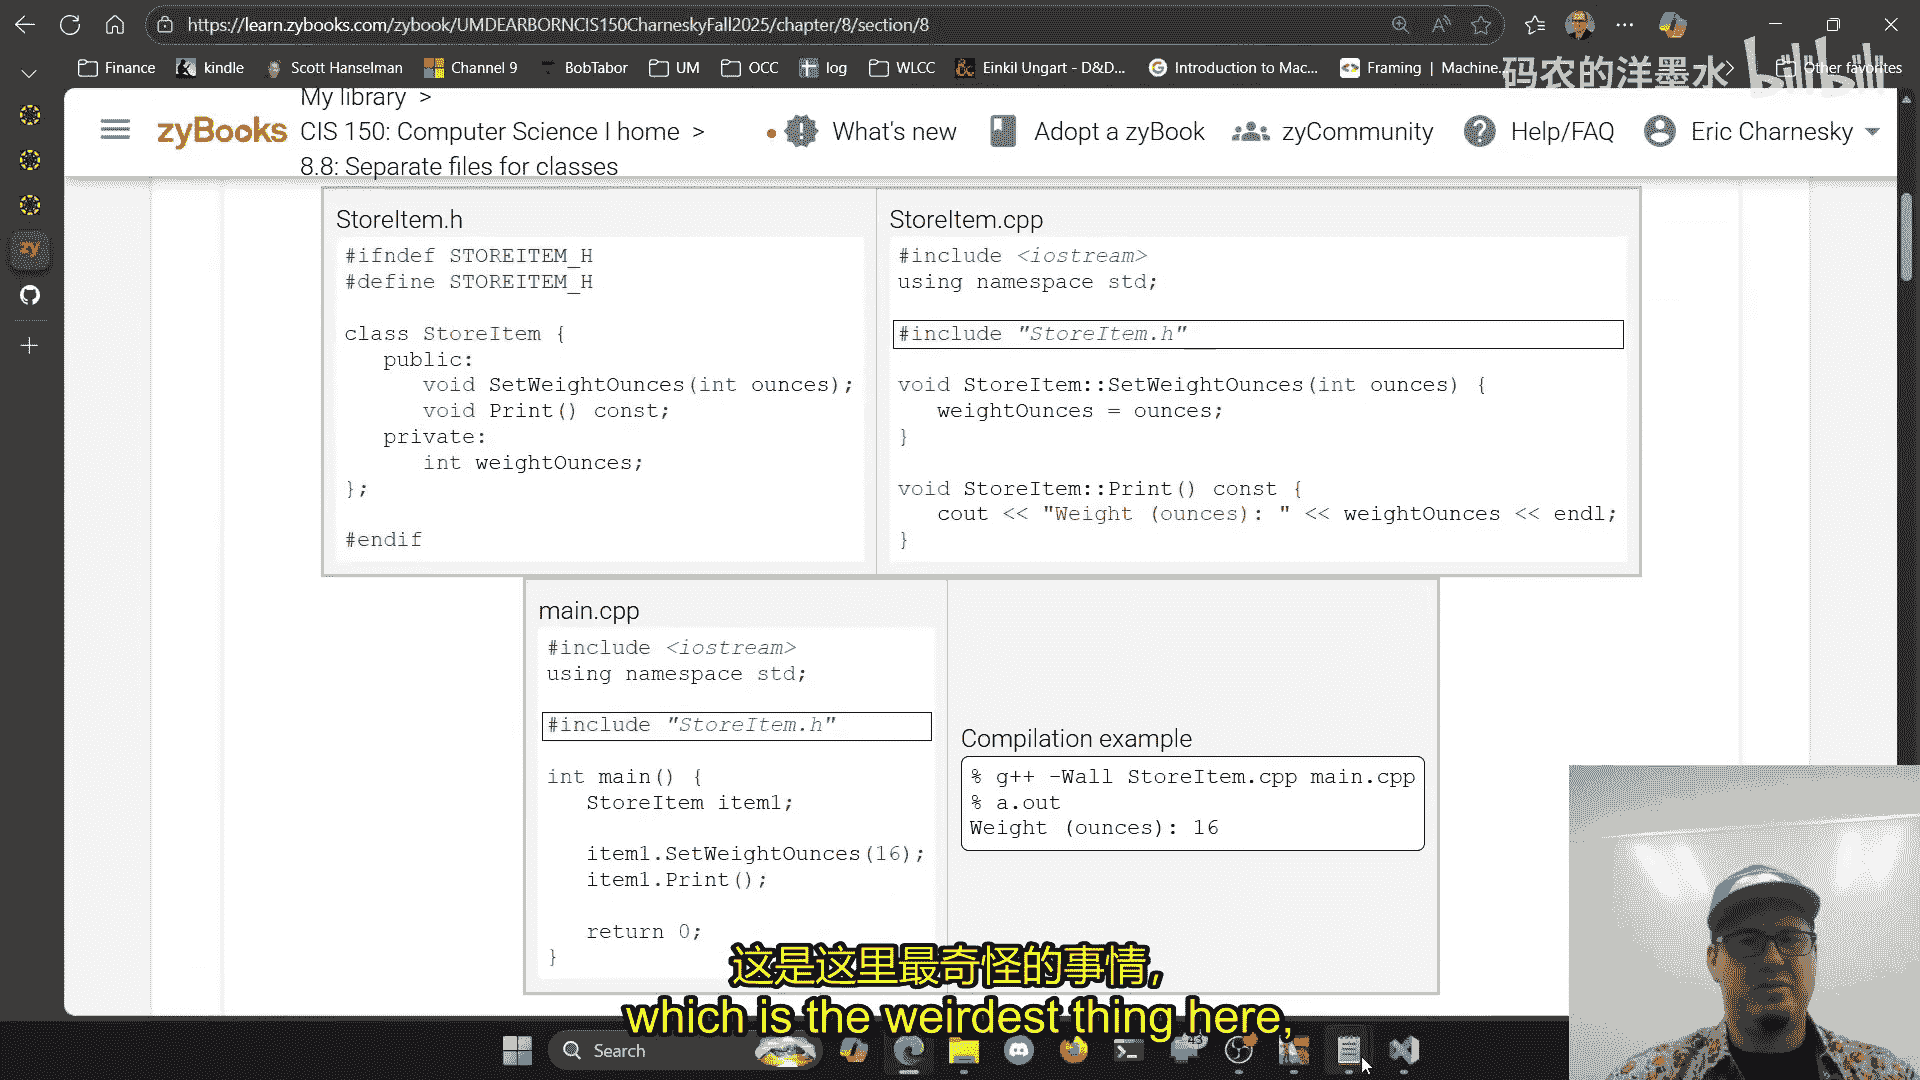 https://learn.zybooks.com/zybook/UMDEARBORNCIS150CharneskyFall2025/chapter/8/section/8
Finance
kindle
Scott Hanselman
Channel 9
BobTabor
UM
OCC
log
WLCC
Einkil Ungart - D&D...
Introduction to Mac...
Framing | Machine...
Other favorites
码农的洋墨水
bilibili
zyBooks
My library >
CIS 150: Computer Science I home >
8.8: Separate files for classes
What's new
Adopt a zyBook
zyCommunity
Help/FAQ
Eric Charnesky
zy
StoreItem.h
#ifndef STOREITEM_H
#define STOREITEM_H
class StoreItem {
public:
void SetWeightOunces(int ounces);
void Print() const;
private:
int weightOunces;
};
#endif
StoreItem.cpp
#include <iostream>
using namespace std;
#include "StoreItem.h"
void StoreItem::SetWeightOunces(int ounces) {
weightOunces = ounces;
}
void StoreItem::Print() const {
cout << "Weight (ounces): " << weightOunces << endl;
}
main.cpp
#include <iostream>
using namespace std;
#include "StoreItem.h"
int main() {
StoreItem item1;
item1.SetWeightOunces(16);
item1.Print();
return 0;
}
Compilation example
% g++ -Wall StoreItem.cpp main.cpp
% a.out
Weight (ounces): 16
这是这里最奇怪的事情,
which is the weirdest thing here,
Search